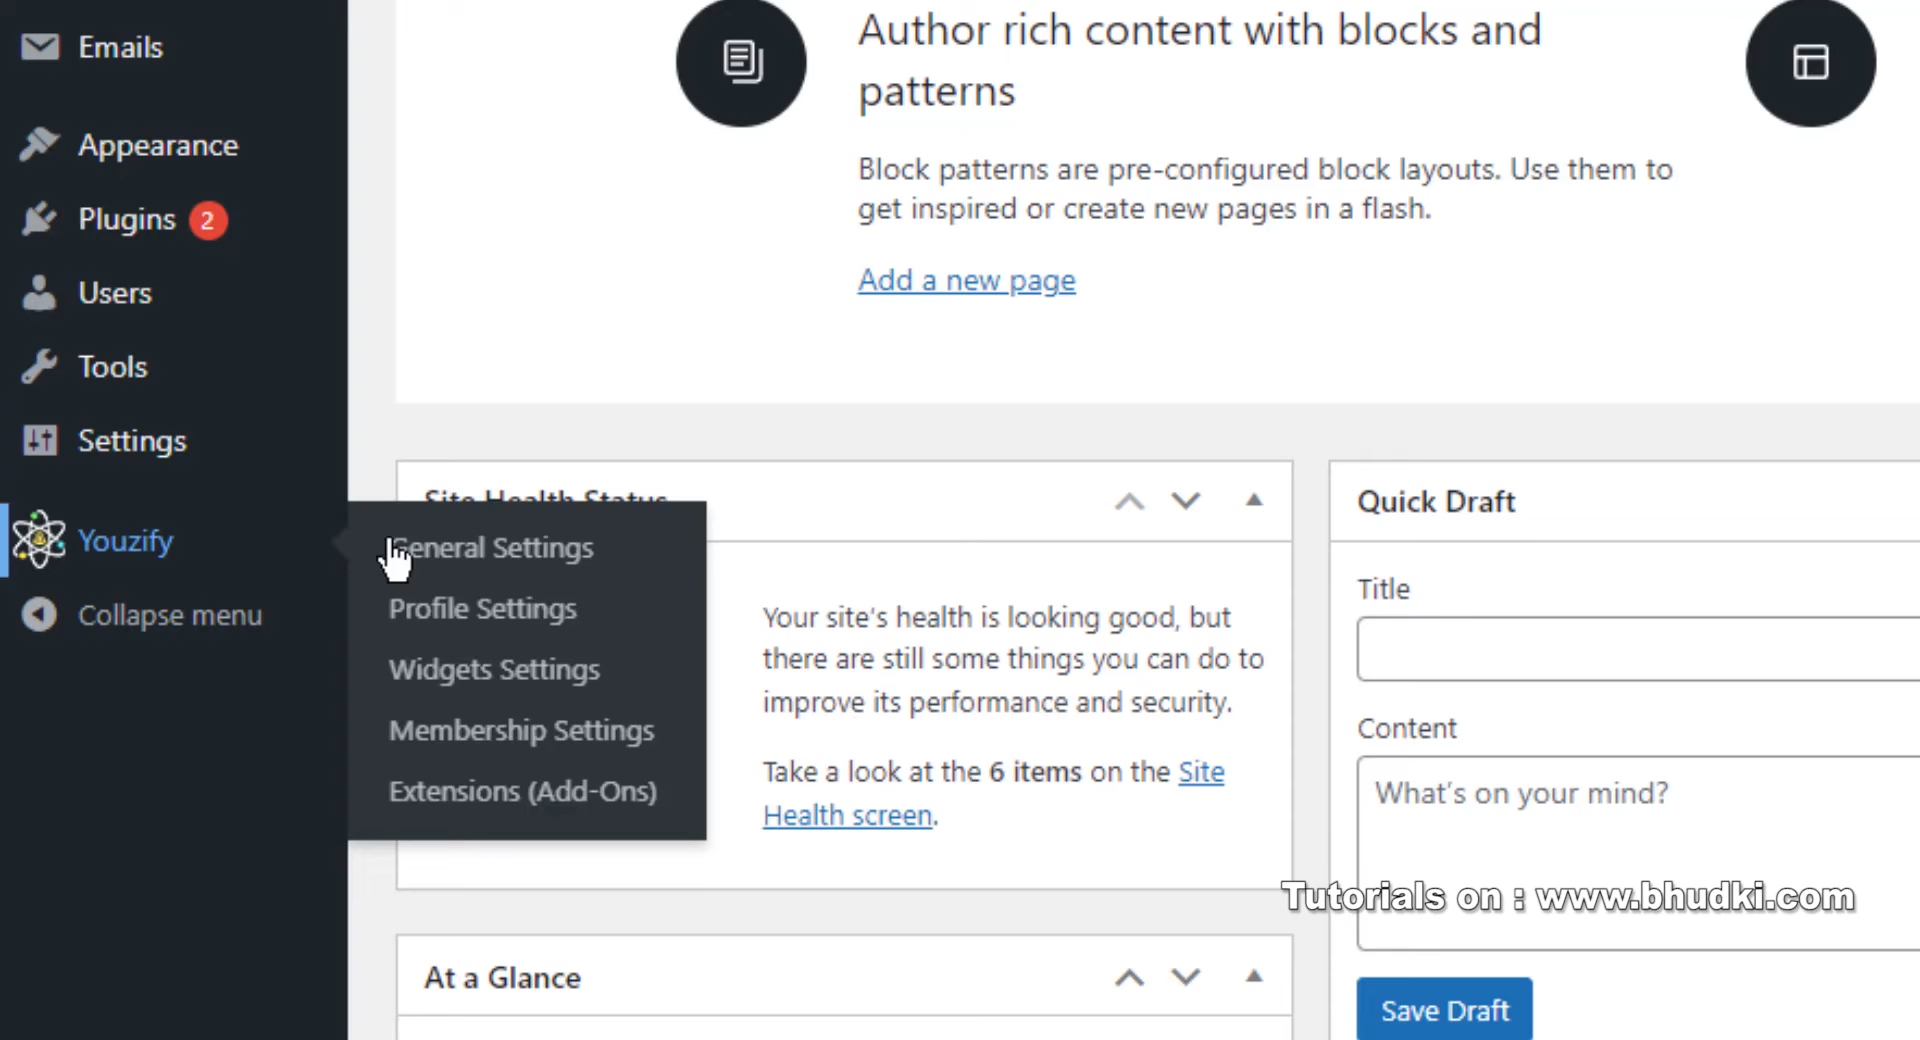 Emails
Appearance
Plugins 2
Users
Tools
Settings
Youzify
Collapse menu
General Settings
Profile Settings
Widgets Settings
Membership Settings
Extensions (Add-Ons)
Author rich content with blocks and
patterns
Block patterns are pre-configured block layouts. Use them to
get inspired or create new pages in a flash.
Add a new page
Site Health Status
Your site's health is looking good, but
there are still some things you can do to
improve its performance and security.
Take a look at the 6 items on the Site
Health screen.
At a Glance
Quick Draft
Title
Content
What's on your mind?
Tutorials on : www.bhudki.com
Save Draft